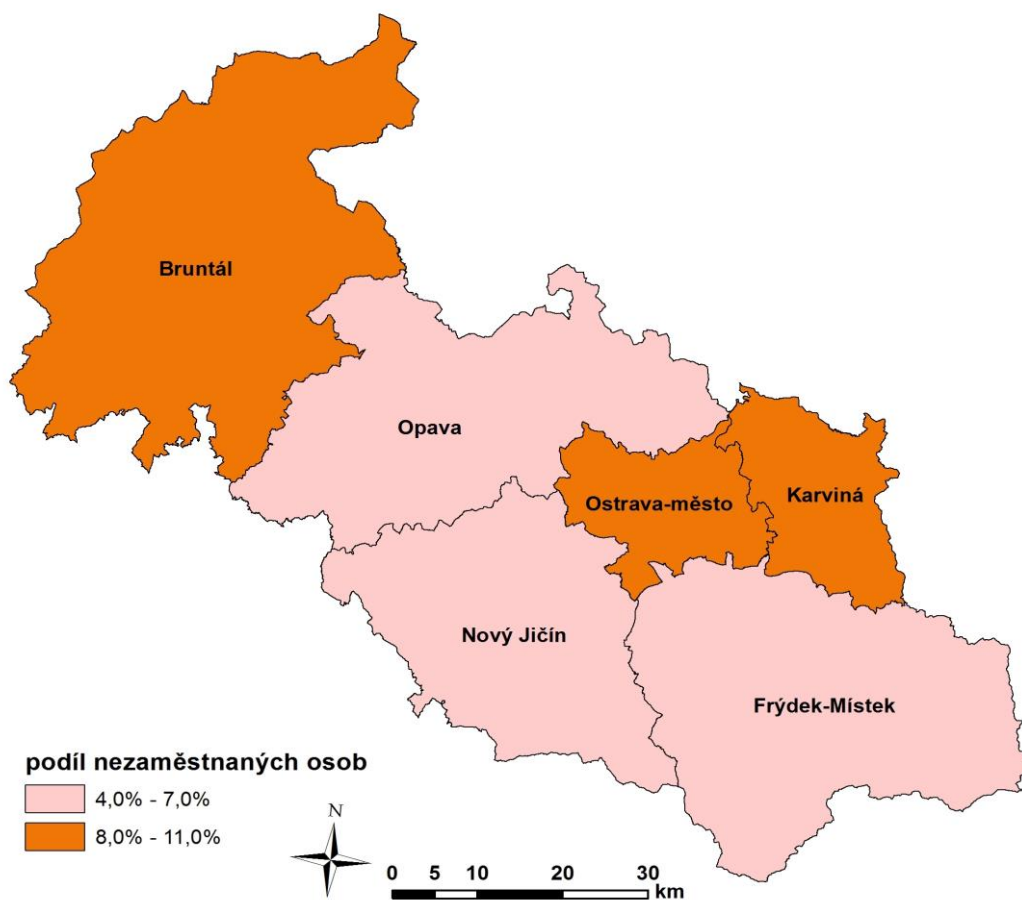 Bruntál
Opava
Ostrava-město
Karviná
Nový Jičín
Frýdek-Místek
podíl nezaměstnaných osob
4,0% - 7,0%
8,0% - 11,0%
N
0 5 10 20 30
km